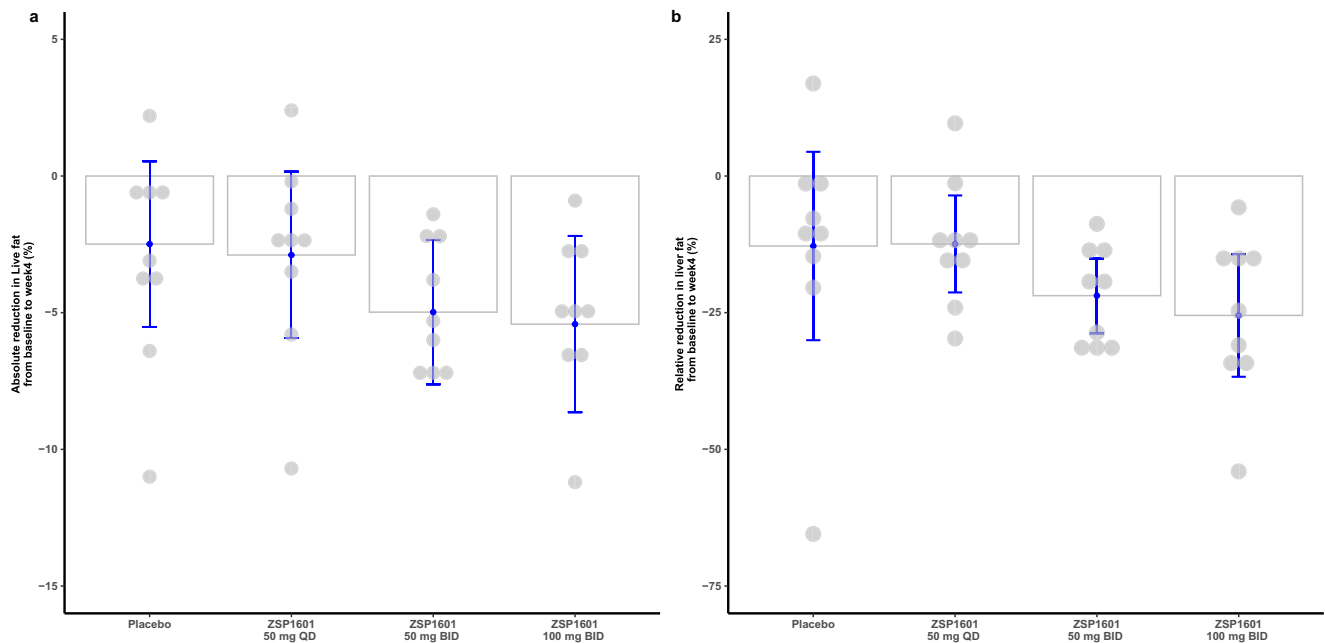 a
Absolute reduction in Live fat
from baseline to week4 (%)
5
0
−5
−10
−15
Placebo
ZSP1601
50 mg QD
ZSP1601
50 mg BID
ZSP1601
100 mg BID
b
Relative reduction in liver fat
from baseline to week4 (%)
25
0
−25
−50
−75
Placebo
ZSP1601
50 mg QD
ZSP1601
50 mg BID
ZSP1601
100 mg BID